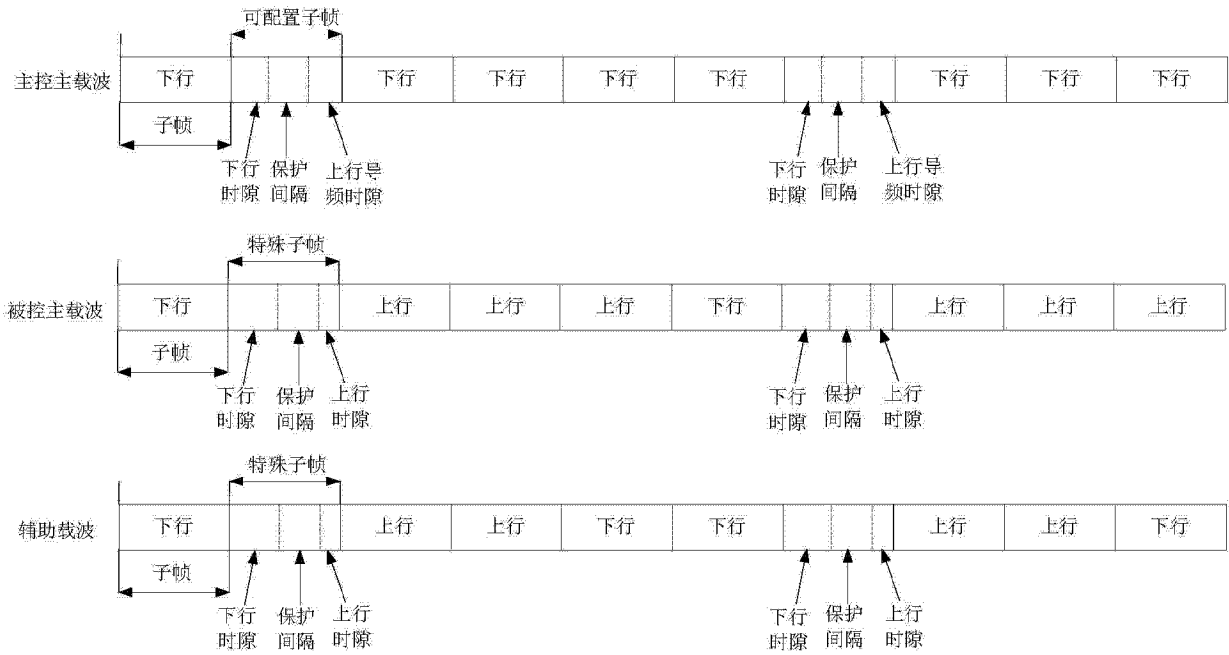 可配置子帧
主控主载波
下行
下行
下行
下行
下行
下行
下行
下行
子帧
下行
时隙
保护
间隔
上行导
频时隙
下行
时隙
保护
间隔
上行导
频时隙
特殊子帧
被控主载波
下行
上行
上行
上行
下行
上行
上行
上行
子帧
下行
时隙
保护
间隔
上行
时隙
下行
时隙
保护
间隔
上行
时隙
特殊子帧
辅助载波
下行
上行
上行
下行
下行
上行
上行
下行
子帧
下行
时隙
保护
间隔
上行
时隙
下行
时隙
保护
间隔
上行
时隙